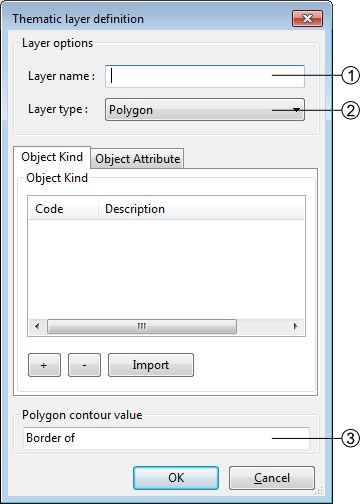 Thematic layer definition
Layer options
Layer name :
1
Layer type : Polygon
2
Object Kind Object Attribute
Object Kind
Code Description
+ - Import
Polygon contour value
Border of
3
OK Cancel